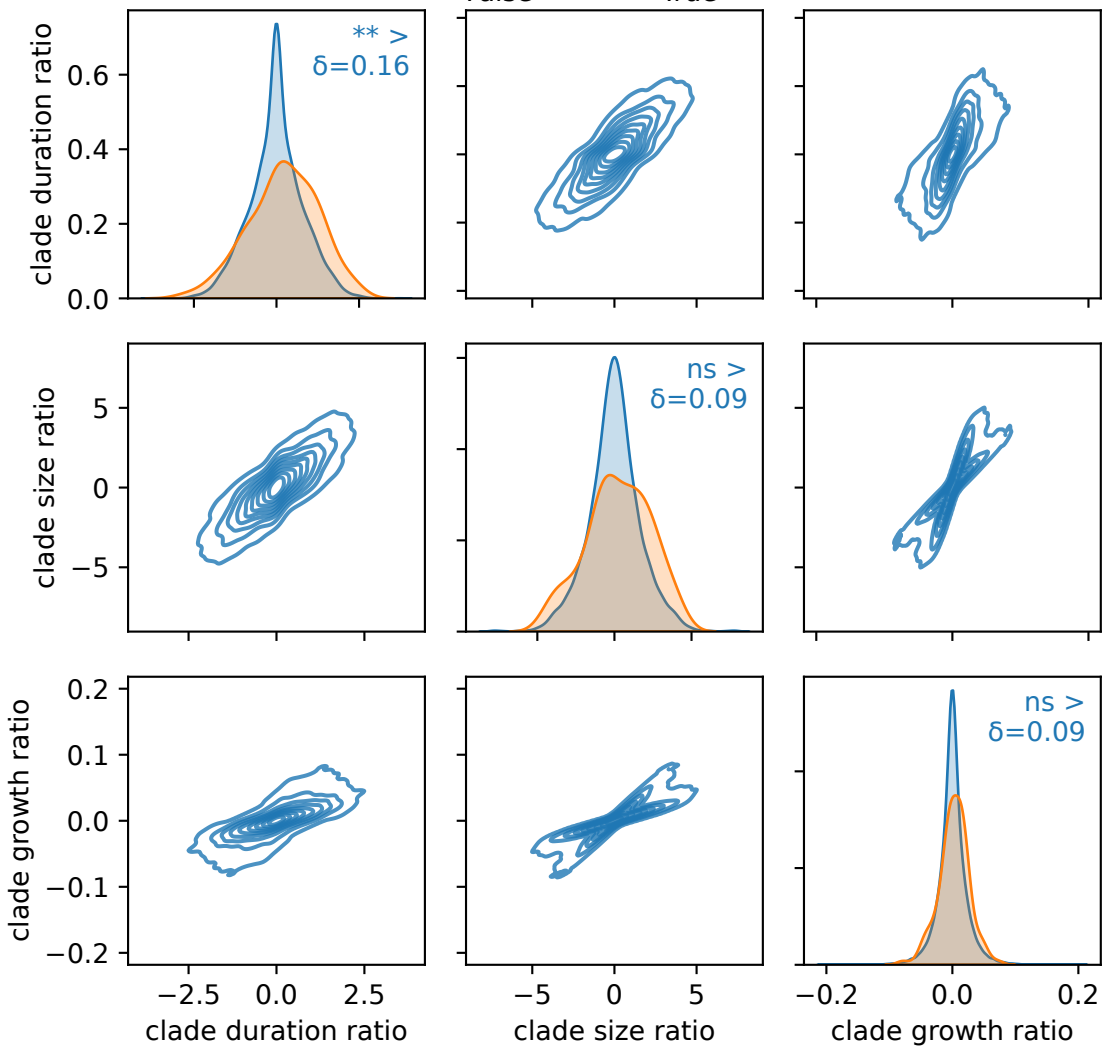 clade duration ratio
0.6
0.4
0.2
0.0
** >
δ=0.16
clade size ratio
5
0
−5
ns >
δ=0.09
clade growth ratio
0.2
0.1
0.0
−0.1
−0.2
ns >
δ=0.09
−2.5 0.0 2.5
−5 0 5
−0.2 0.0 0.2
clade duration ratio
clade size ratio
clade growth ratio